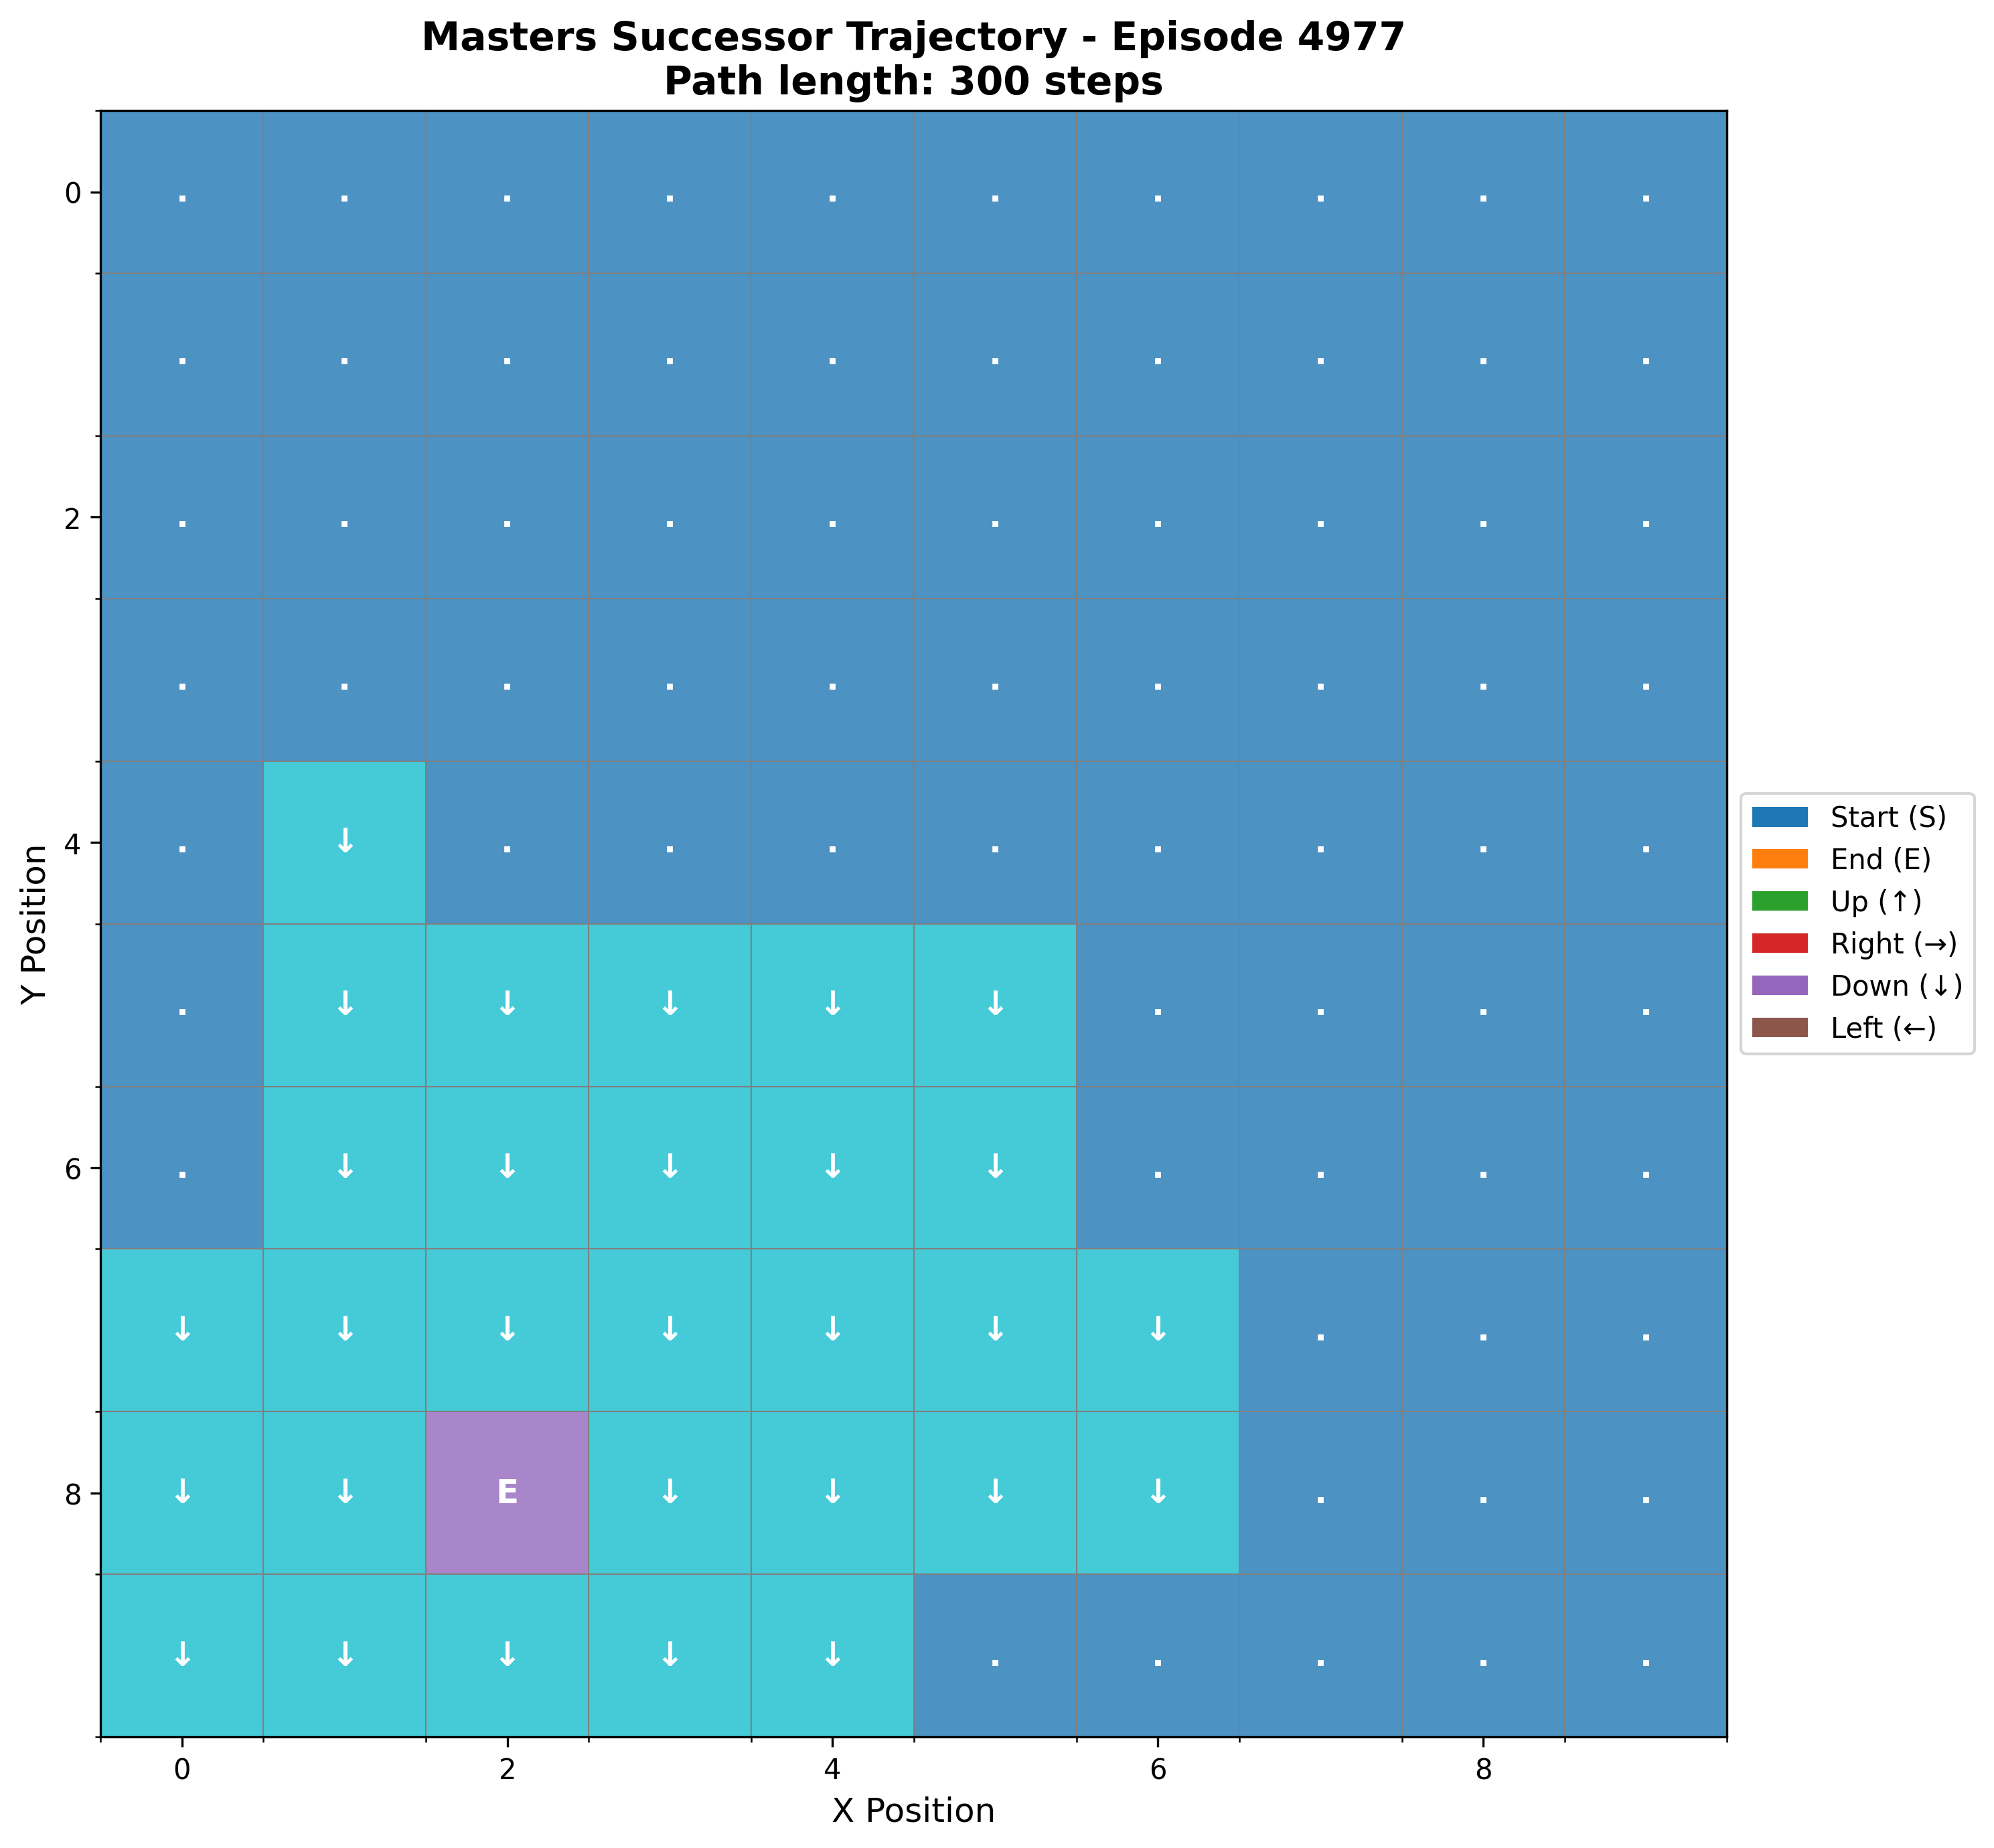 Masters Successor Trajectory - Episode 4977
Path length: 300 steps
0 . . . . . . . . . .
. . . . . . . . . .
2 . . . . . . . . . .
. . . . . . . . . .
4 . ↓ . . . . . . . .
. ↓ ↓ ↓ ↓ ↓ . . . .
6 . ↓ ↓ ↓ ↓ ↓ . . . .
↓ ↓ ↓ ↓ ↓ ↓ ↓ . . .
8 ↓ ↓ E ↓ ↓ ↓ ↓ . . .
↓ ↓ ↓ ↓ ↓ . . . . .
0 2 4 6 8
X Position
Y Position
Start (S)
End (E)
Up (↑)
Right (→)
Down (↓)
Left (←)